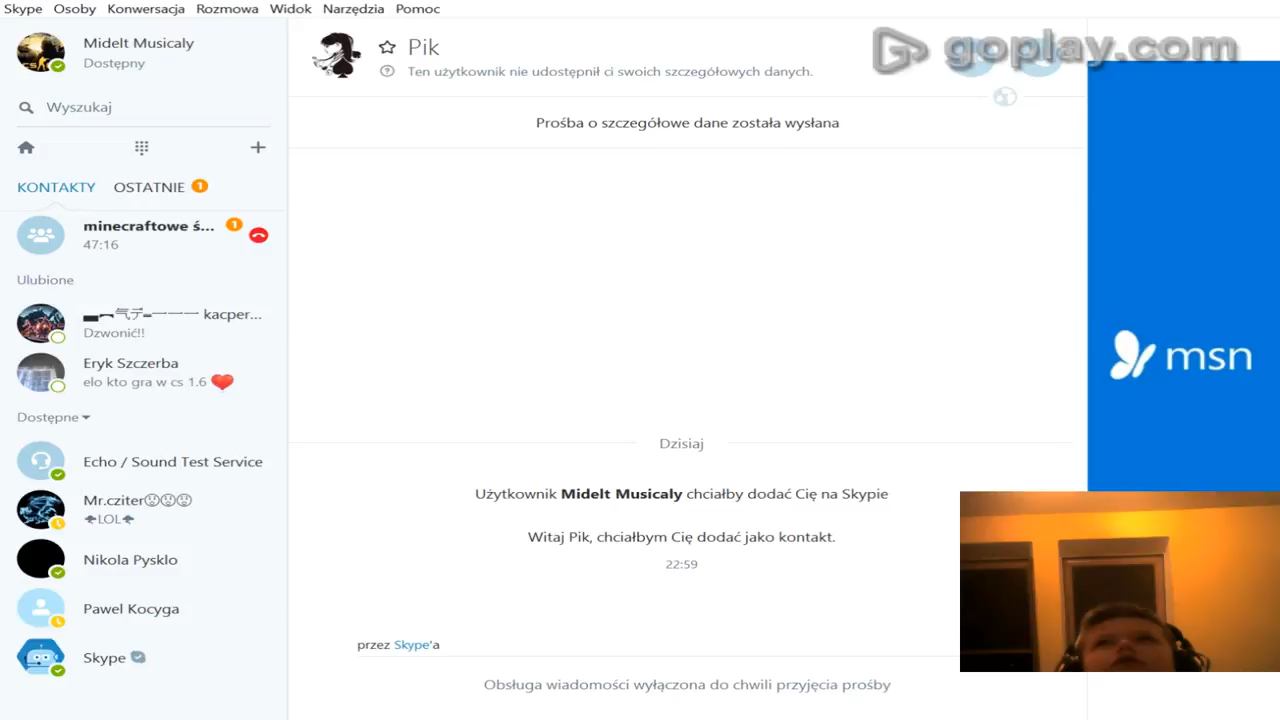 Skype Osoby Konwersacja Rozmowa Widok Narzędzia Pomoc
goplay.com
Midelt Musicaly
Dostępny
Wyszukaj
KONTAKTY OSTATNIE 1
minecraftowe ś... 1
47:16
Ulubione
kacper...
Dzwonić!!
Eryk Szczerba
elo kto gra w cs 1.6
Dostępne
Echo / Sound Test Service
Mr.cziter
LOL
Nikola Pysklo
Pawel Kocyga
Skype
Pik
Ten użytkownik nie udostępnił ci swoich szczegółowych danych.
Prośba o szczegółowe dane została wysłana
Dzisiaj
Użytkownik Midelt Musicaly chciałby dodać Cię na Skypie
Witaj Pik, chciałbym Cię dodać jako kontakt.
22:59
przez Skype'a
Obsługa wiadomości wyłączona do chwili przyjęcia prośby
msn